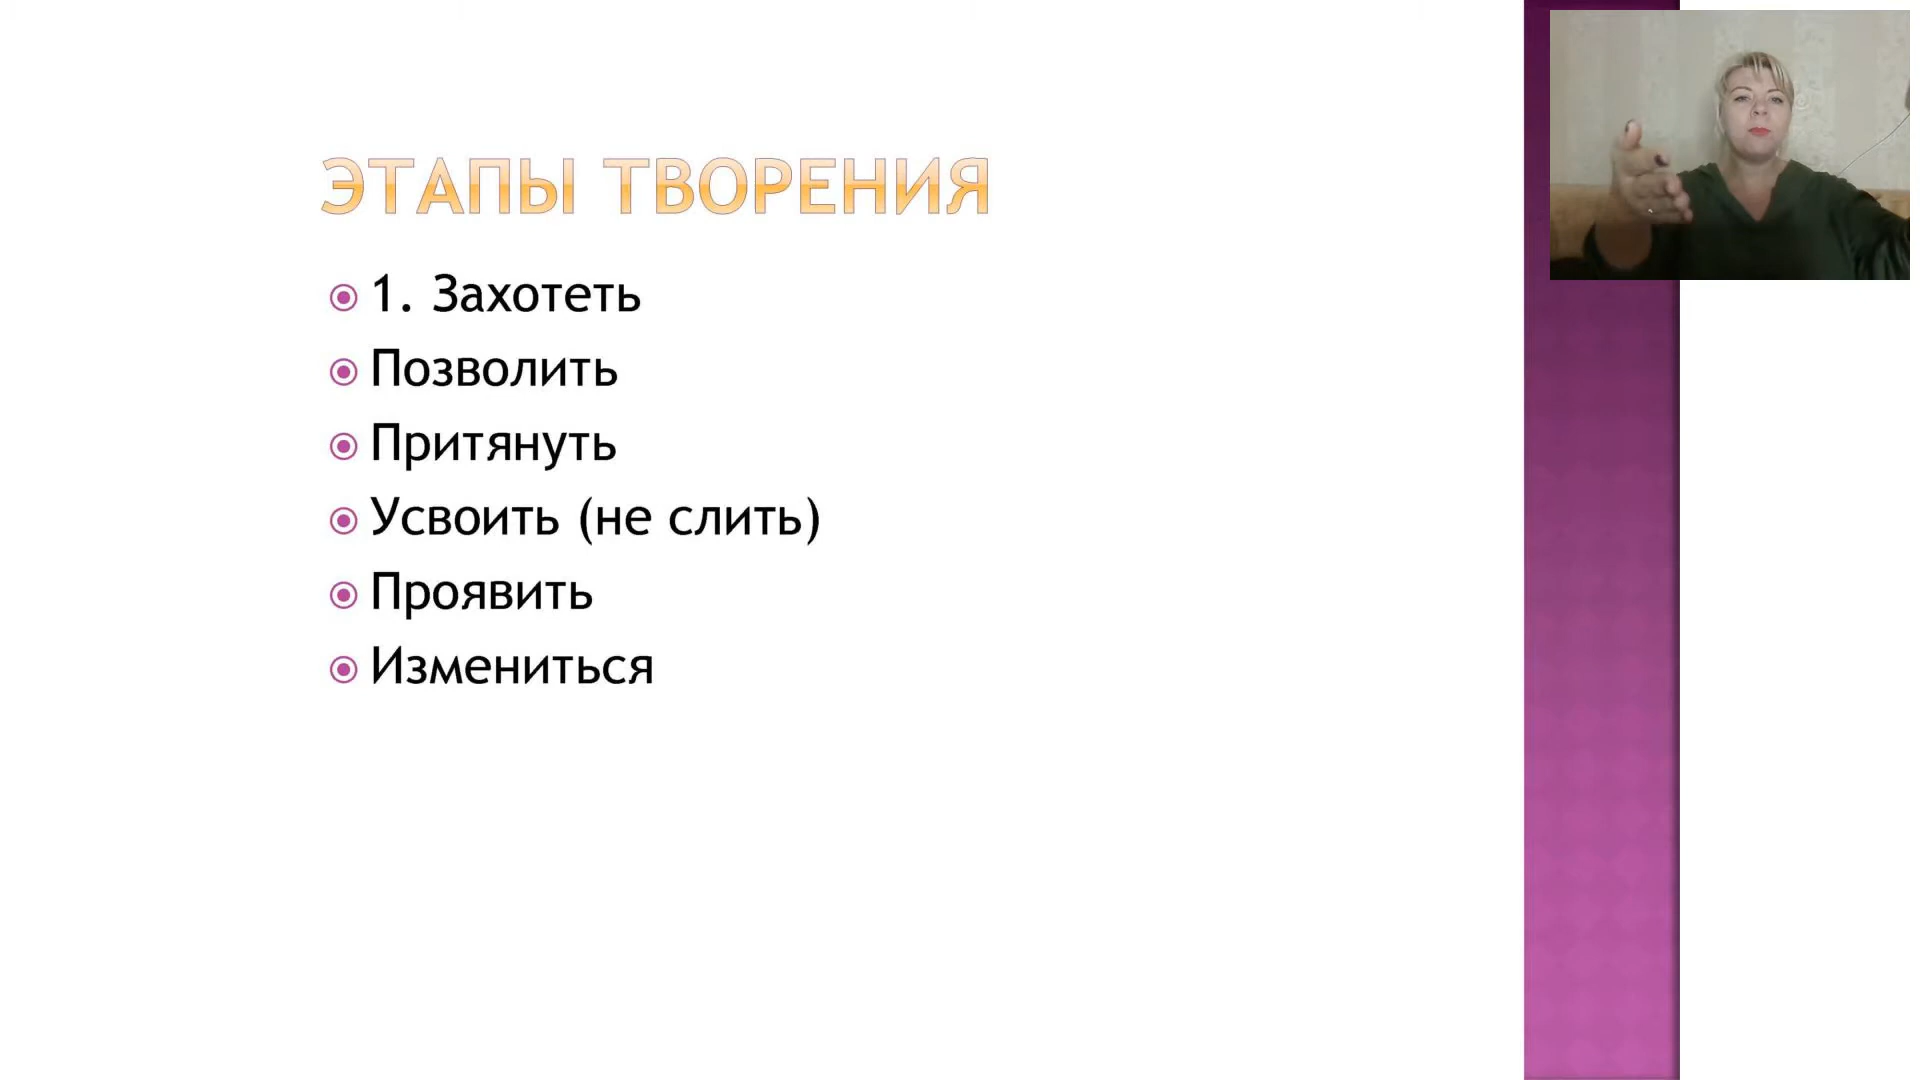 ЭТАПЫ ТВОРЕНИЯ
1. Захотеть
Позволить
Притянуть
Усвоить (не слить)
Проявить
Измениться